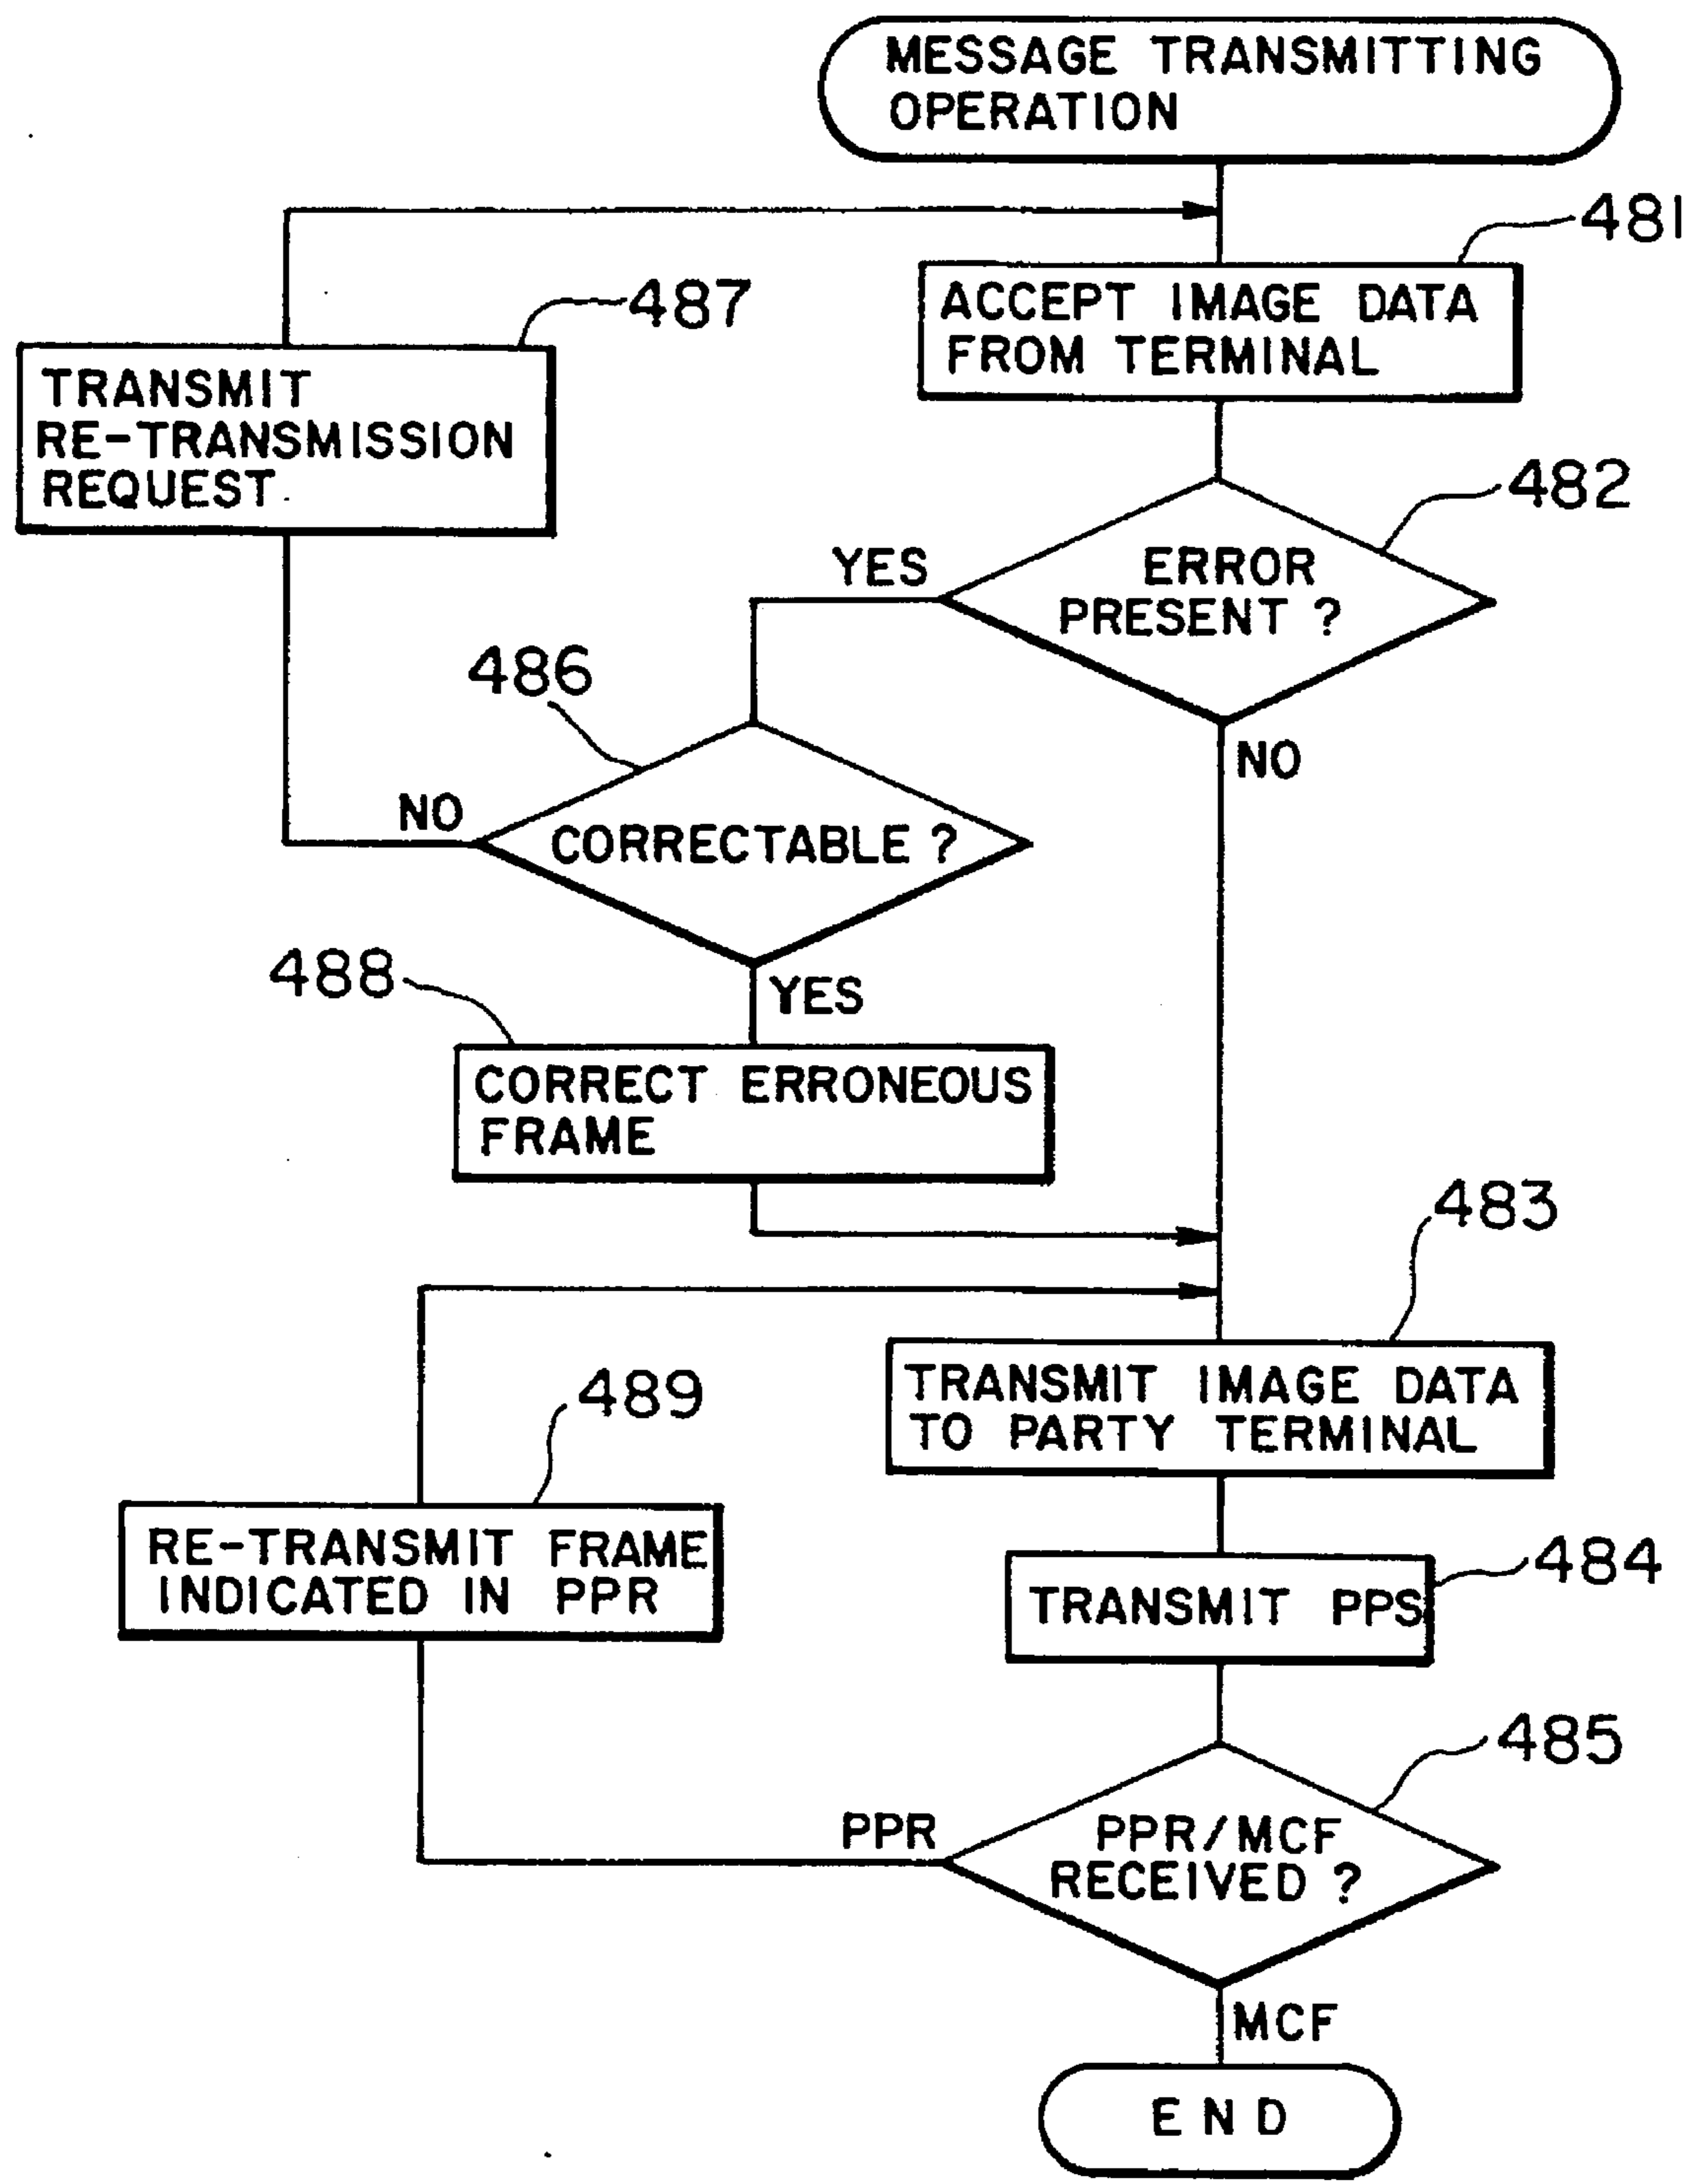 MESSAGE TRANSMITTING
OPERATION
481
ACCEPT IMAGE DATA
FROM TERMINAL
487
TRANSMIT
RE-TRANSMISSION
REQUEST
482
ERROR
PRESENT ?
YES
NO
486
CORRECTABLE ?
NO
YES
488
CORRECT ERRONEOUS
FRAME
483
TRANSMIT IMAGE DATA
TO PARTY TERMINAL
489
RE-TRANSMIT FRAME
INDICATED IN PPR
484
TRANSMIT PPS
485
PPR/MCF
RECEIVED ?
PPR
MCF
END